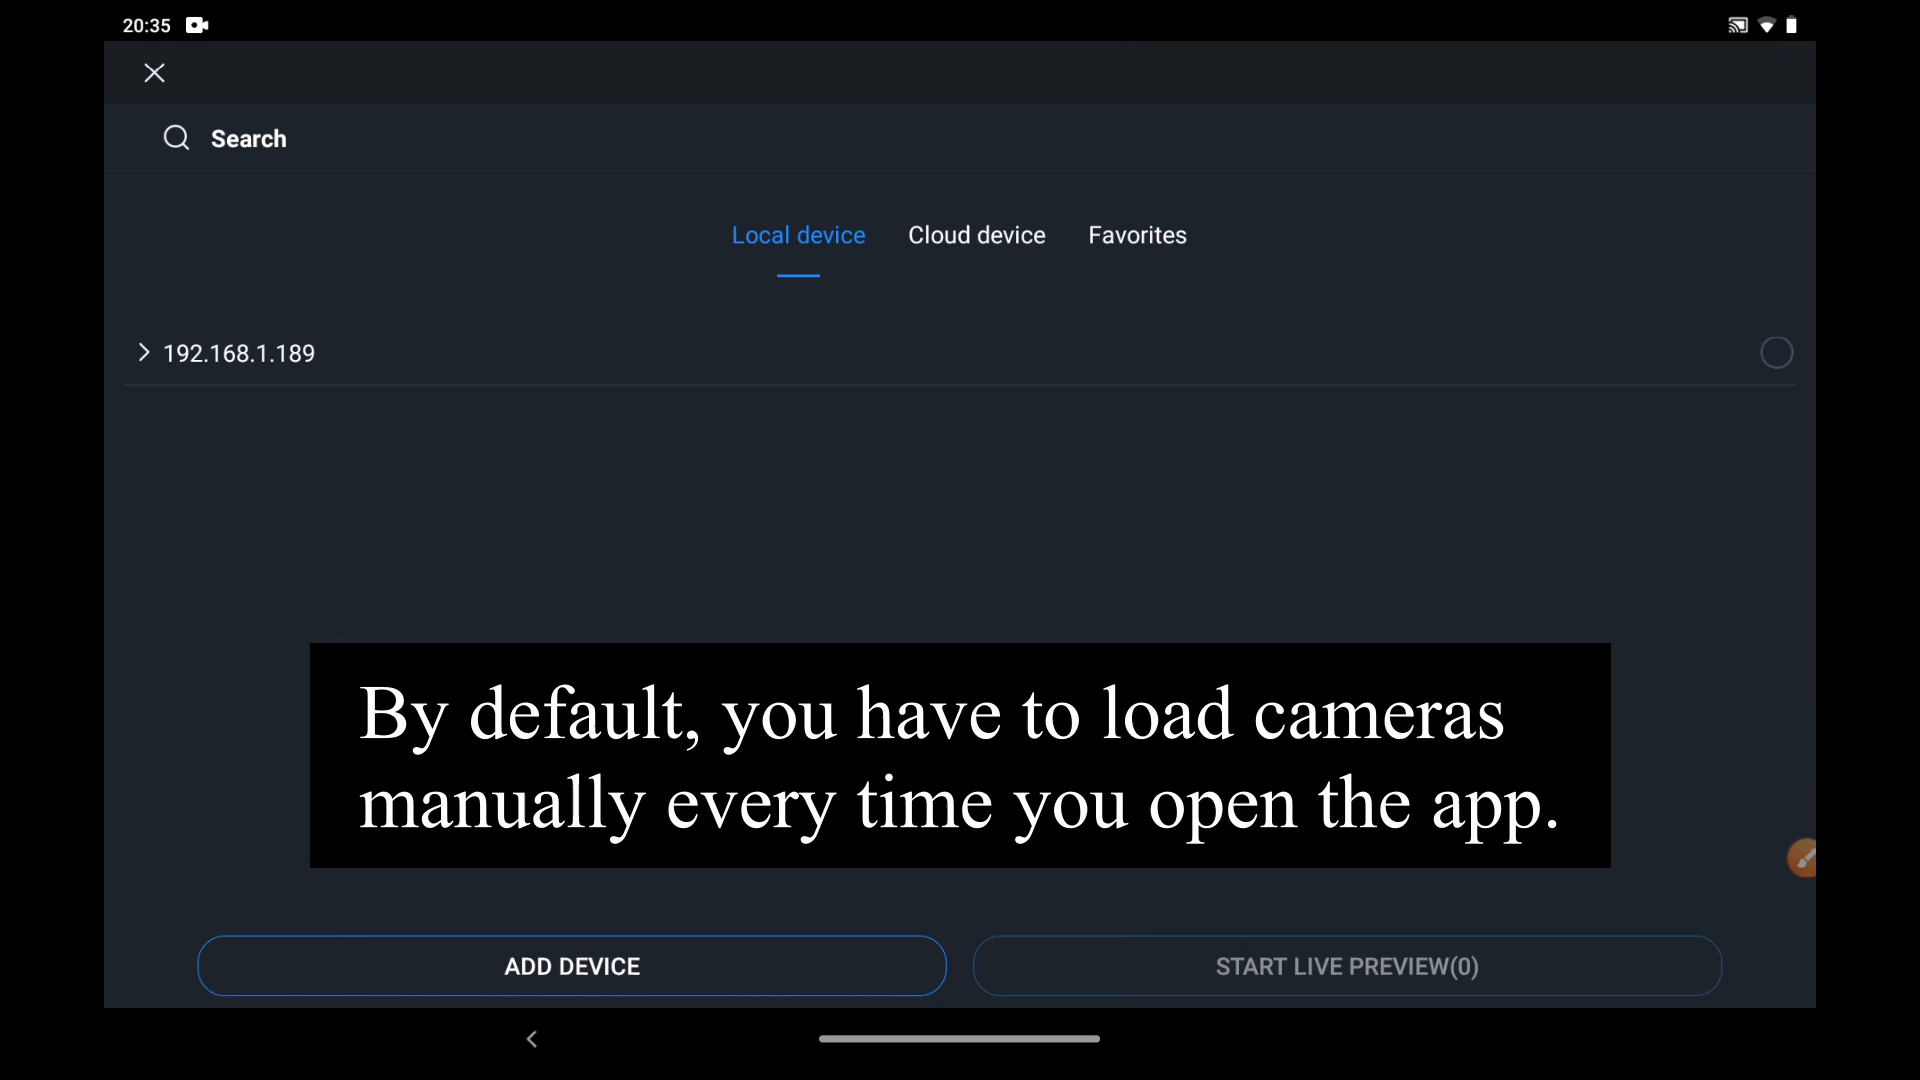 20:35
Search
Local device Cloud device Favorites
192.168.1.189
By default, you have to load cameras
manually every time you open the app.
ADD DEVICE START LIVE PREVIEW(0)